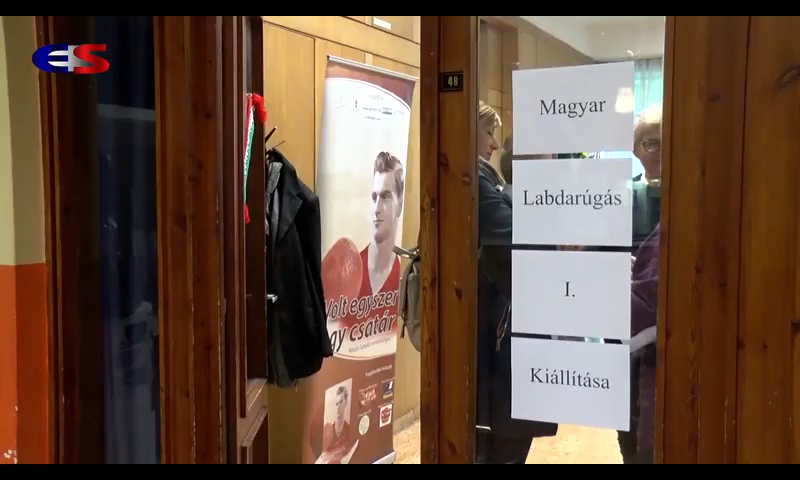 ES
48
Magyar
Labdarúgás
I.
Kiállítása
Volt egyszer
egy csatár